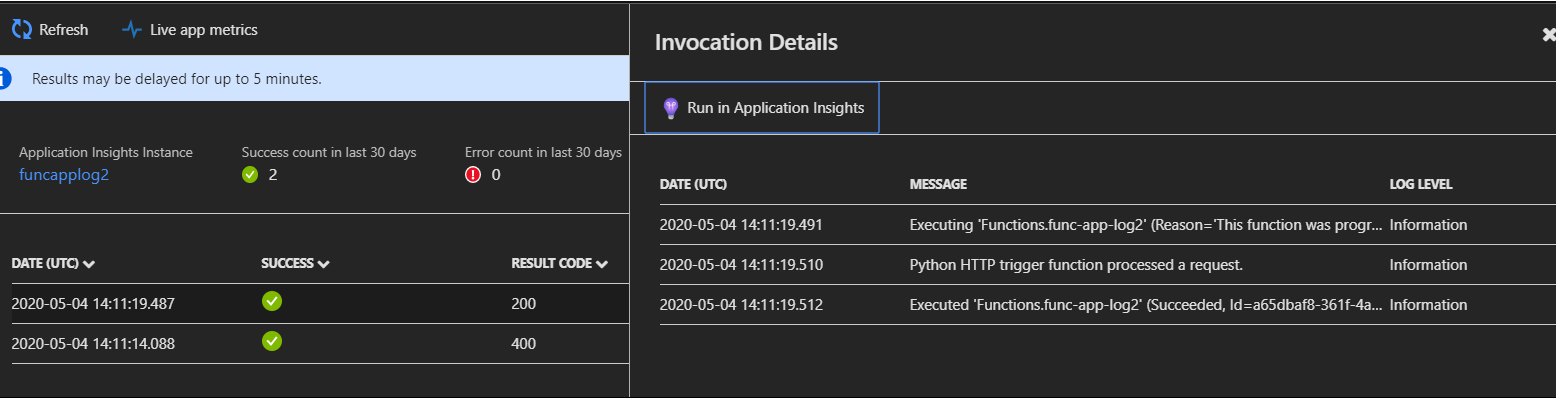 Refresh Live app metrics
Results may be delayed for up to 5 minutes.
Application Insights Instance Success count in last 30 days Error count in last 30 days
funcapplog2 2 0
DATE (UTC) SUCCESS RESULT CODE
2020-05-04 14:11:19.487 200
2020-05-04 14:11:14.088 400
Invocation Details
Run in Application Insights
DATE (UTC) MESSAGE LOG LEVEL
2020-05-04 14:11:19.491 Executing 'Functions.func-app-log2' (Reason='This function was progr... Information
2020-05-04 14:11:19.510 Python HTTP trigger function processed a request. Information
2020-05-04 14:11:19.512 Executed 'Functions.func-app-log2' (Succeeded, Id=a65dbaf8-361f-4a... Information